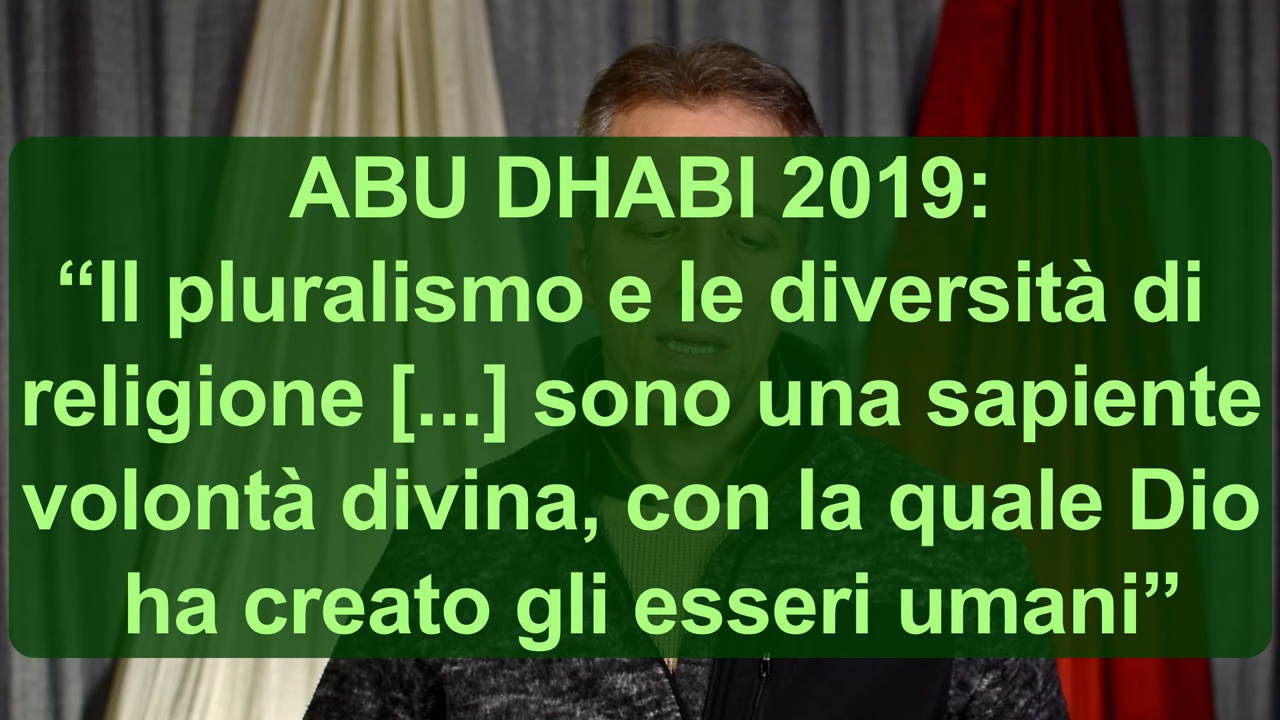 ABU DHABI 2019:
“Il pluralismo e le diversità di
religione [...] sono una sapiente
volontà divina, con la quale Dio
ha creato gli esseri umani”